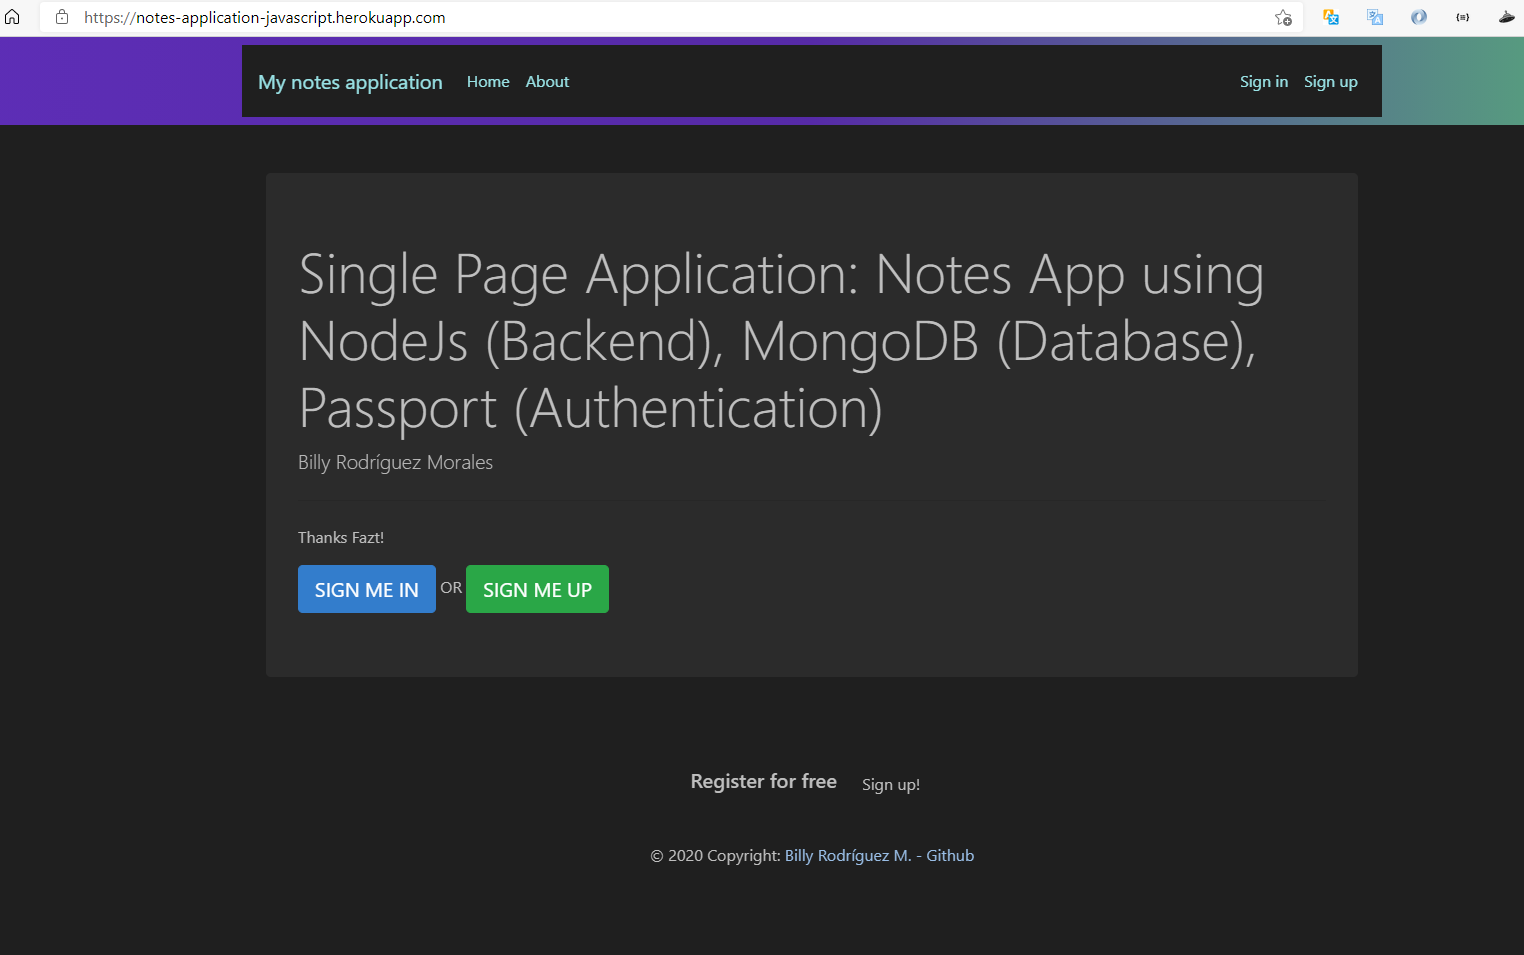 https://notes-application-javascript.herokuapp.com
My notes application Home About Sign in Sign up
Single Page Application: Notes App using
NodeJs (Backend), MongoDB (Database),
Passport (Authentication)
Billy Rodríguez Morales
Thanks Fazt!
SIGN ME IN OR SIGN ME UP
Register for free Sign up!
© 2020 Copyright: Billy Rodríguez M. - Github